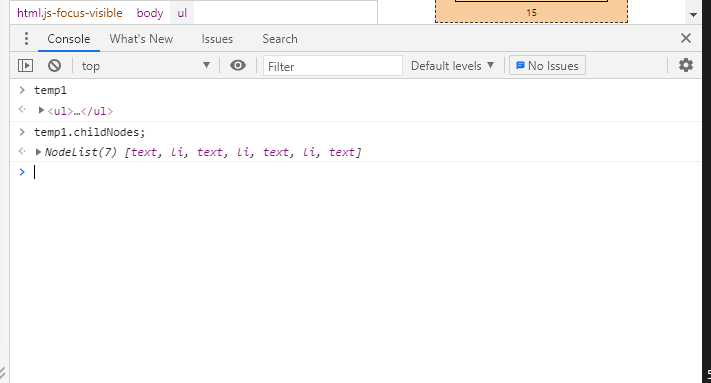 html.js-focus-visible body ul
15
Console What's New Issues Search
top Filter Default levels ▼ No Issues
> temp1
<· ▶<ul>…</ul>
> temp1.childNodes;
<· ▶NodeList(7) [text, li, text, li, text, li, text]
>
5